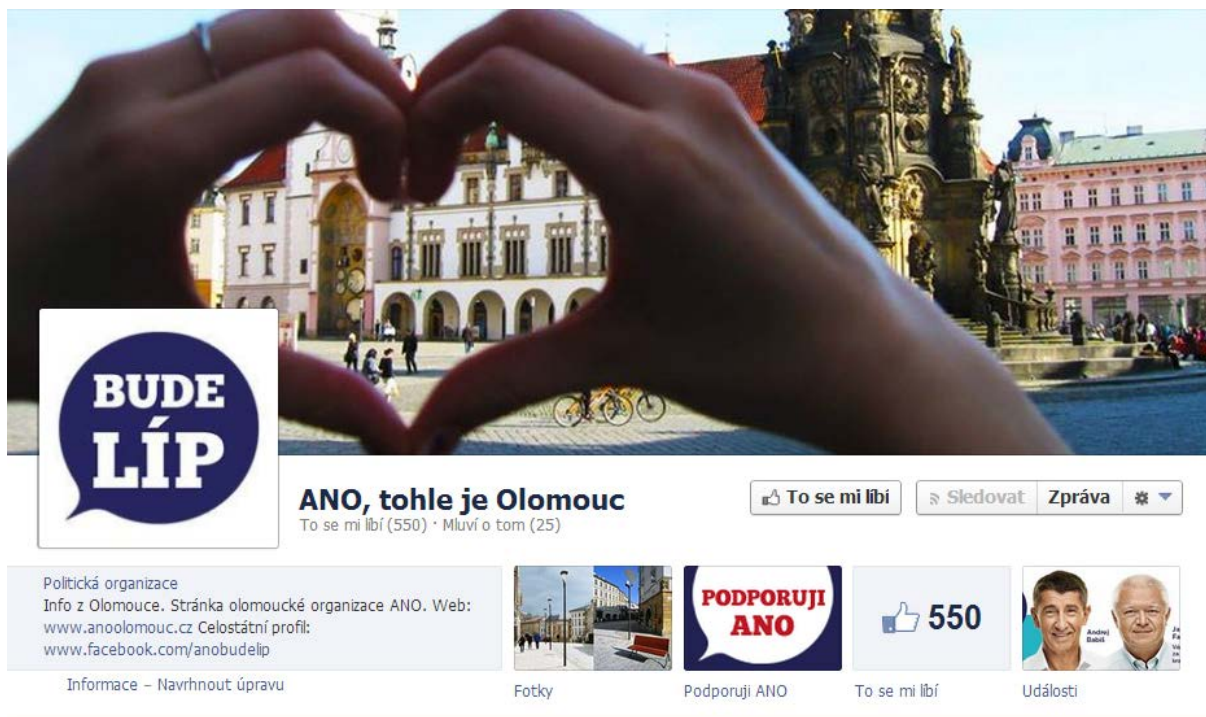 BUDE
LÍP
ANO, tohle je Olomouc
To se mi líbí (550) · Mluví o tom (25)
To se mi líbí
Sledovat
Zpráva
Politická organizace
Info z Olomouce. Stránka olomoucké organizace ANO. Web:
www.anoolomouc.cz Celostátní profil:
www.facebook.com/anobudelip
Informace – Navrhnout úpravu
Fotky
PODPORUJI
ANO
Podporuji ANO
550
To se mi líbí
Andrej
Babiš
Události